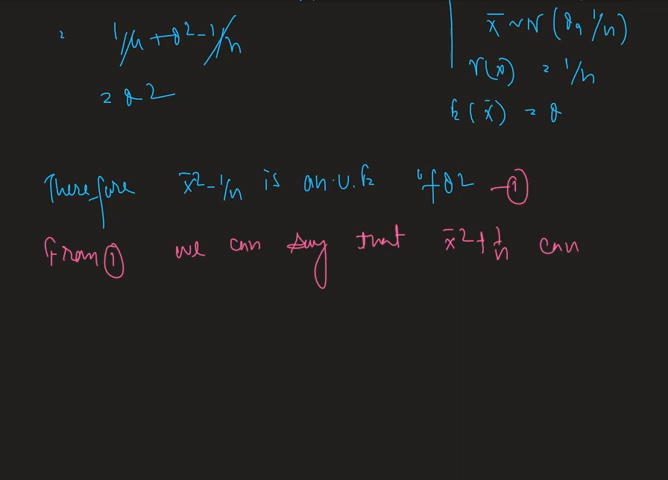 = 1/n + θ2 - 1/n
= θ2
x̄ ~ N (θ, 1/n)
V(x̄) = 1/n
E(x̄) = θ
Therefore x̄2 - 1/n is an U.E of θ2 — ①
From ① we can say that x̄2 + 1/n can